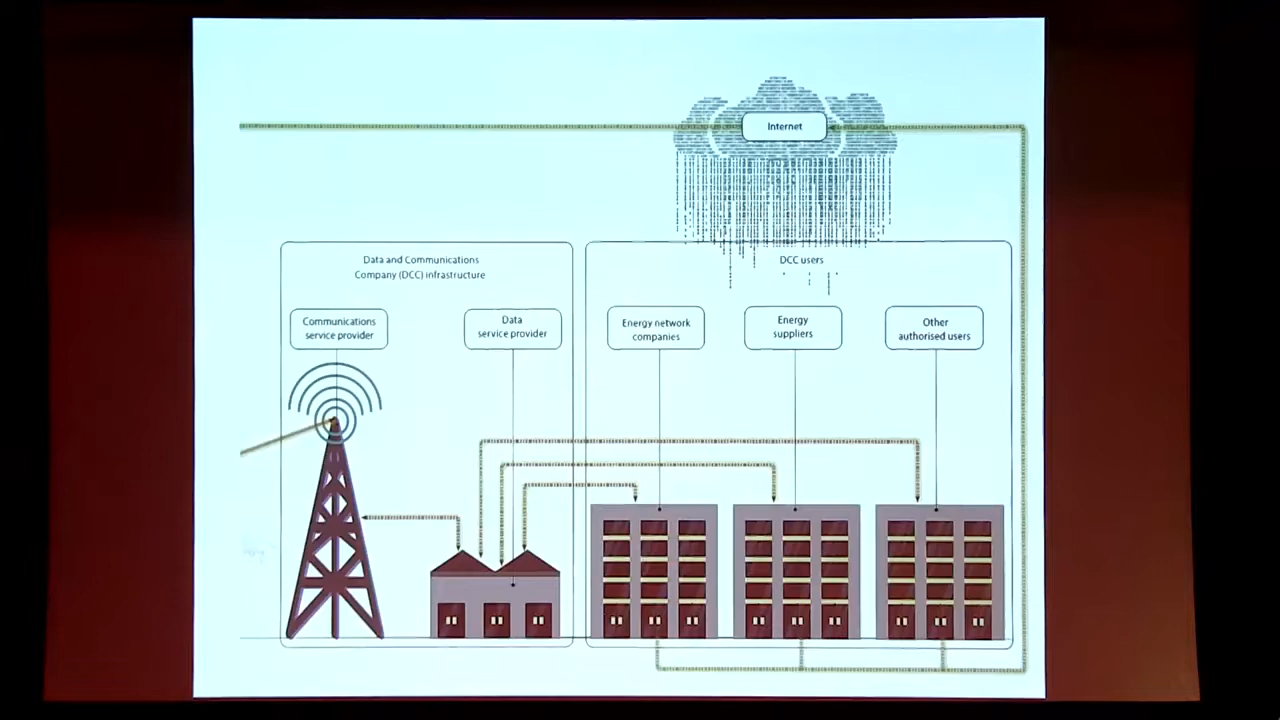 Internet
Data and Communications
Company (DCC) infrastructure
DCC users
Communications
service provider
Data
service provider
Energy network
companies
Energy
suppliers
Other
authorised users